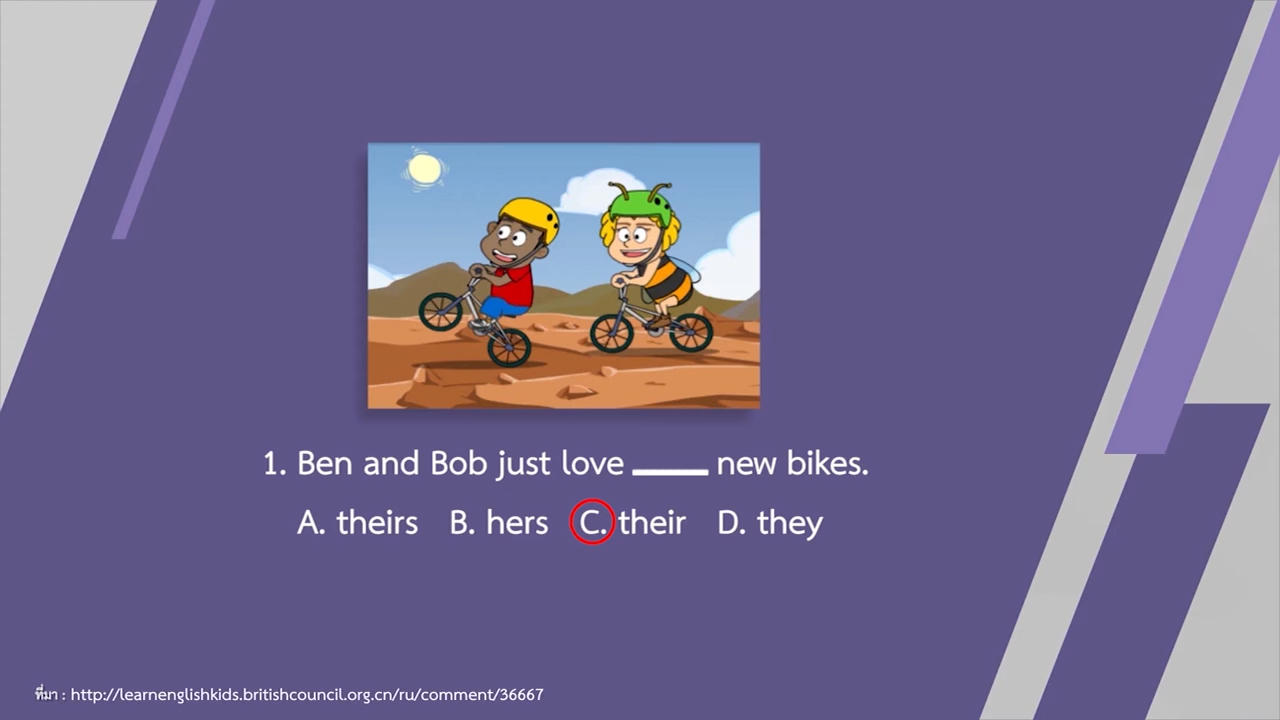 1. Ben and Bob just love _____ new bikes.
A. theirs B. hers C. their D. they
ที่มา : http://learnenglishkids.britishcouncil.org.cn/ru/comment/36667